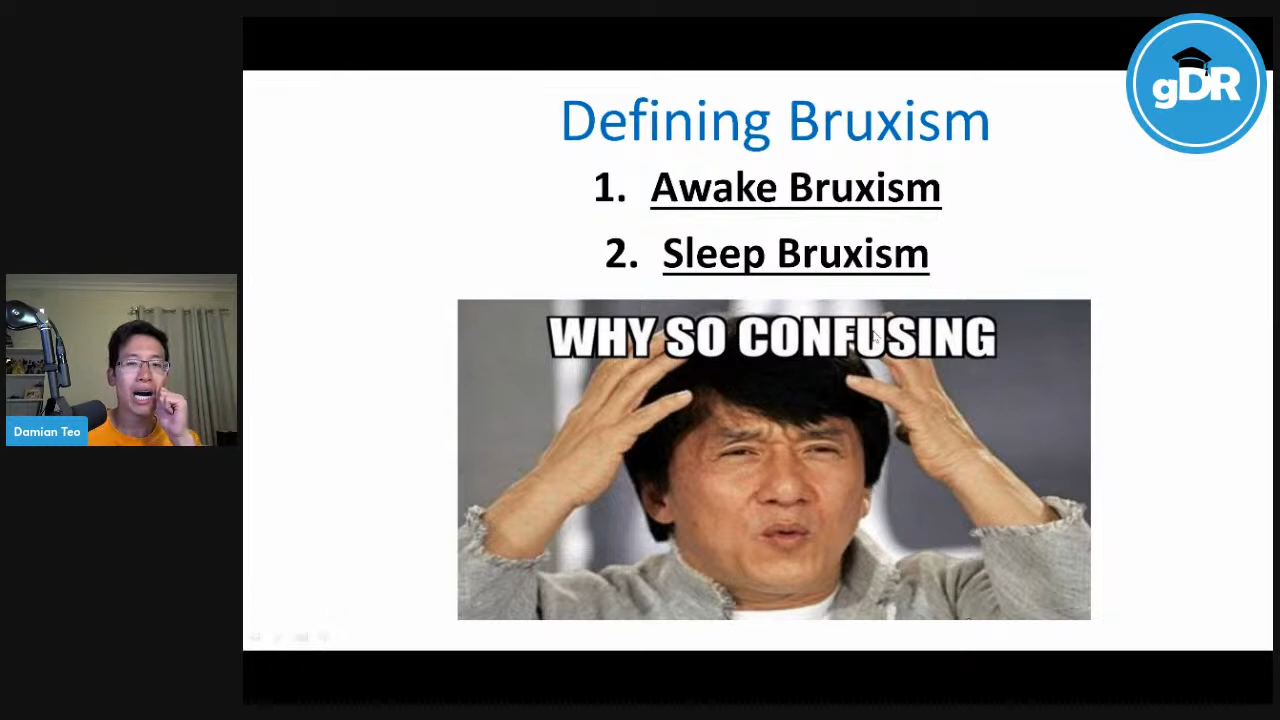 gDR
Defining Bruxism
1. Awake Bruxism
2. Sleep Bruxism
WHY SO CONFUSING
Damian Teo